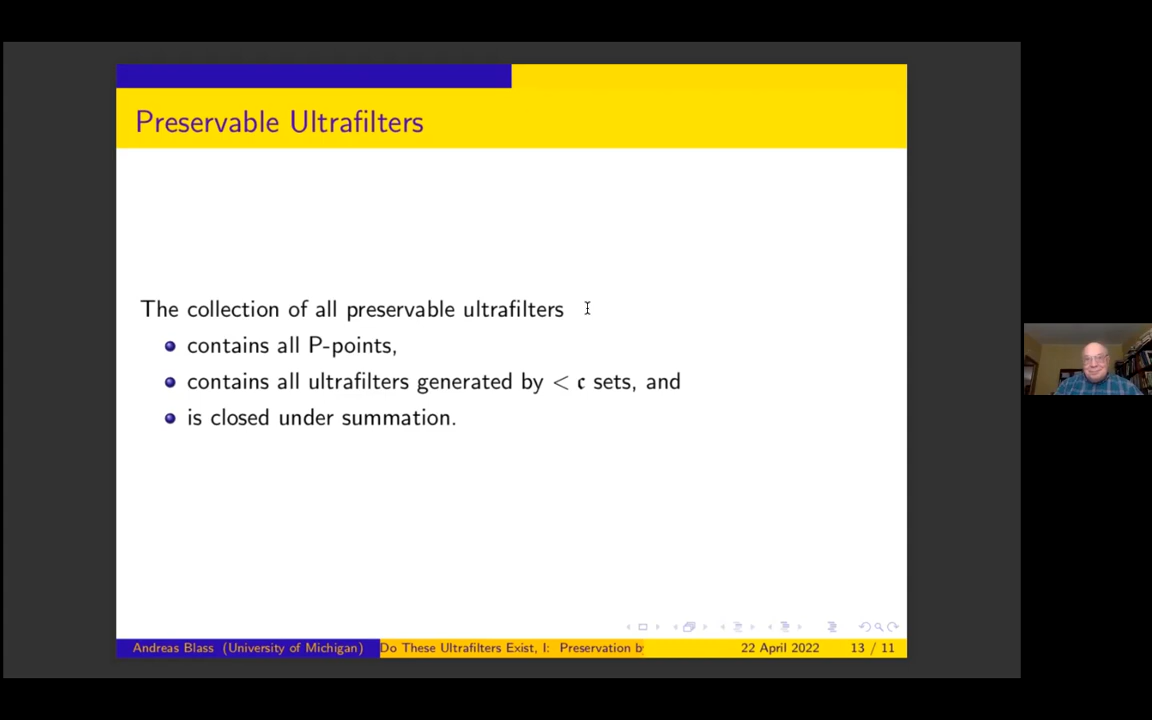 Preservable Ultrafilters
The collection of all preservable ultrafilters
contains all P-points,
contains all ultrafilters generated by < 𝔠 sets, and
is closed under summation.
Andreas Blass (University of Michigan) Do These Ultrafilters Exist, I: Preservation by 22 April 2022 13 / 11